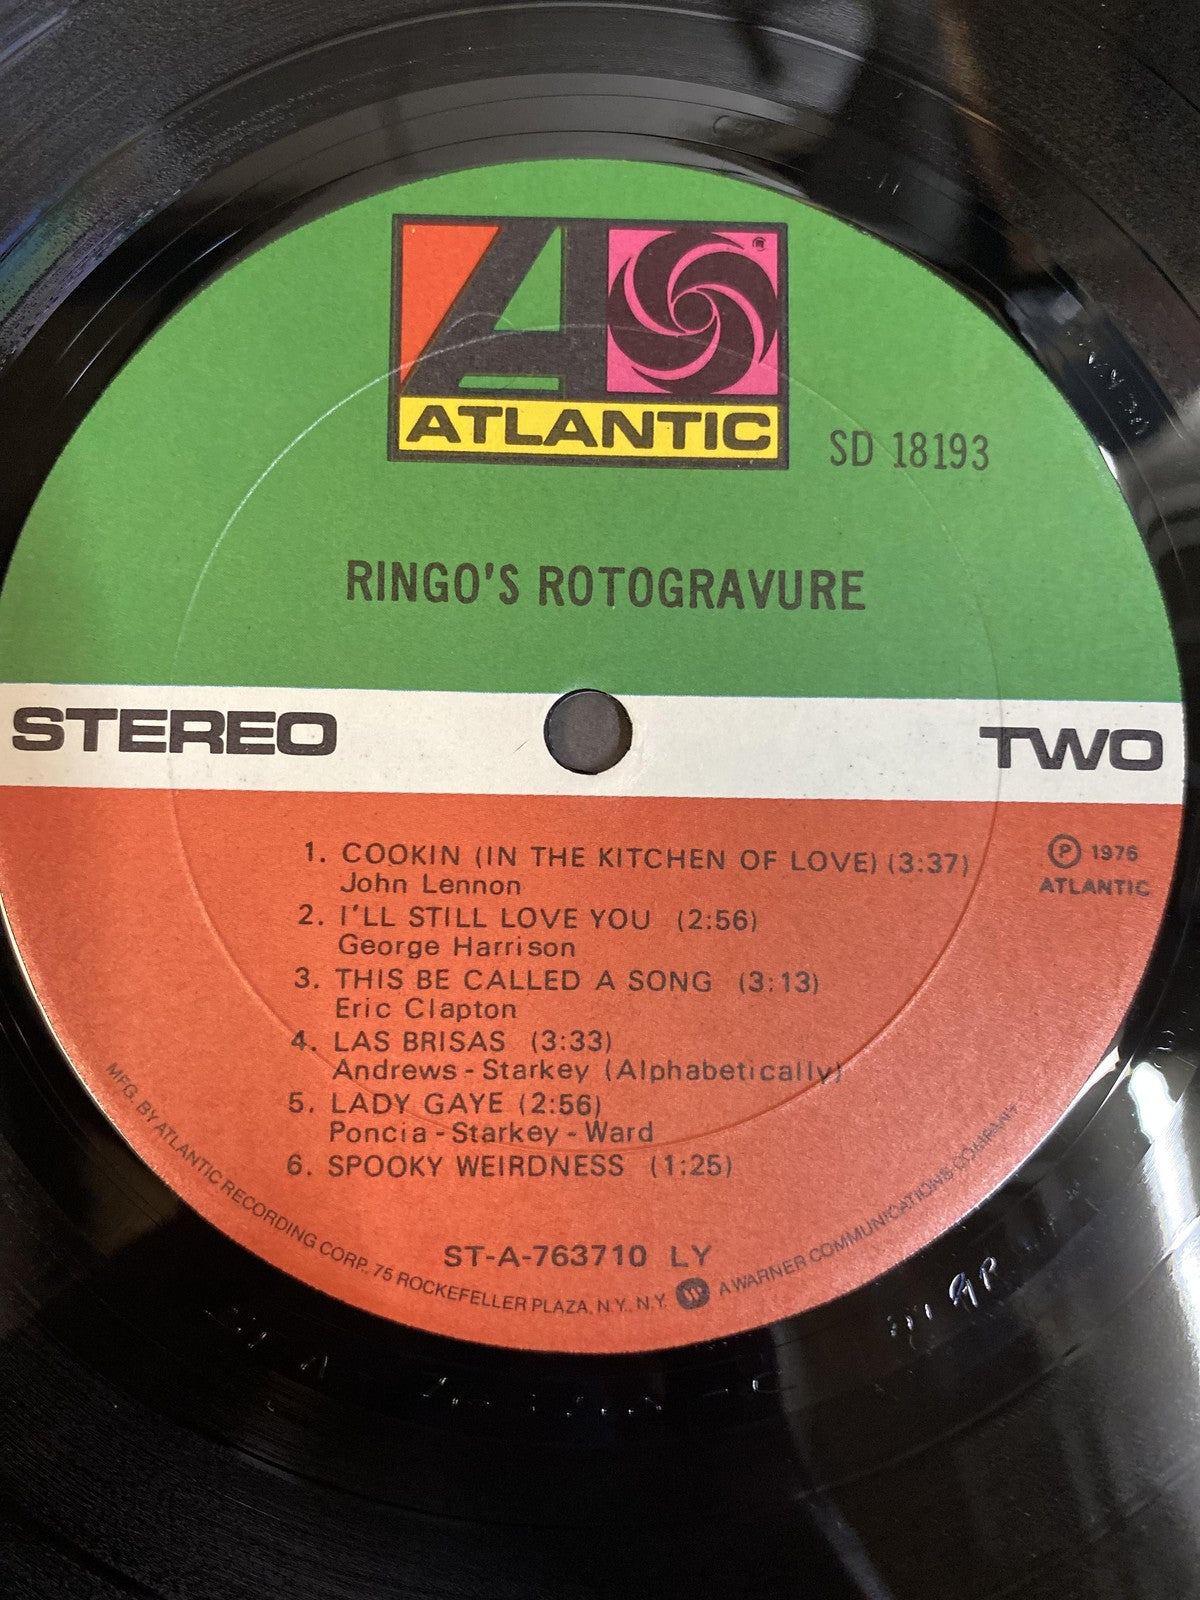 ATLANTIC
SD 18193
RINGO'S ROTOGRAVURE
STEREO
TWO
1. COOKIN (IN THE KITCHEN OF LOVE) (3:37)
John Lennon
2. I'LL STILL LOVE YOU (2:56)
George Harrison
3. THIS BE CALLED A SONG (3:13)
Eric Clapton
4. LAS BRISAS (3:33)
Andrews-Starkey (Alphabetically)
5. LADY GAYE (2:56)
Poncia-Starkey-Ward
6. SPOOKY WEIRDNESS (1:25)
Ⓟ 1976
ATLANTIC
ST-A-763710 LY
MFG. BY ATLANTIC RECORDING CORP., 75 ROCKEFELLER PLAZA, N.Y., N.Y. A WARNER COMMUNICATIONS COMPANY